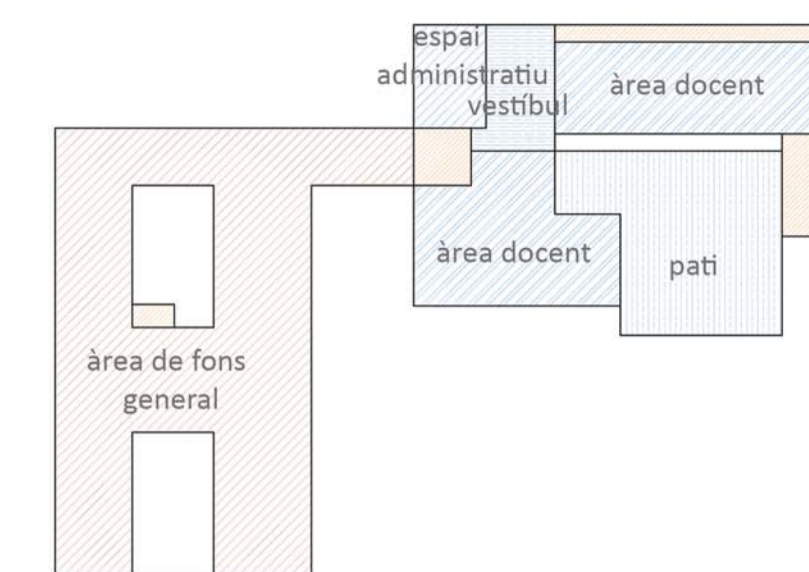 espai
administratiu
vestíbul
àrea docent
àrea docent
pati
àrea de fons
general